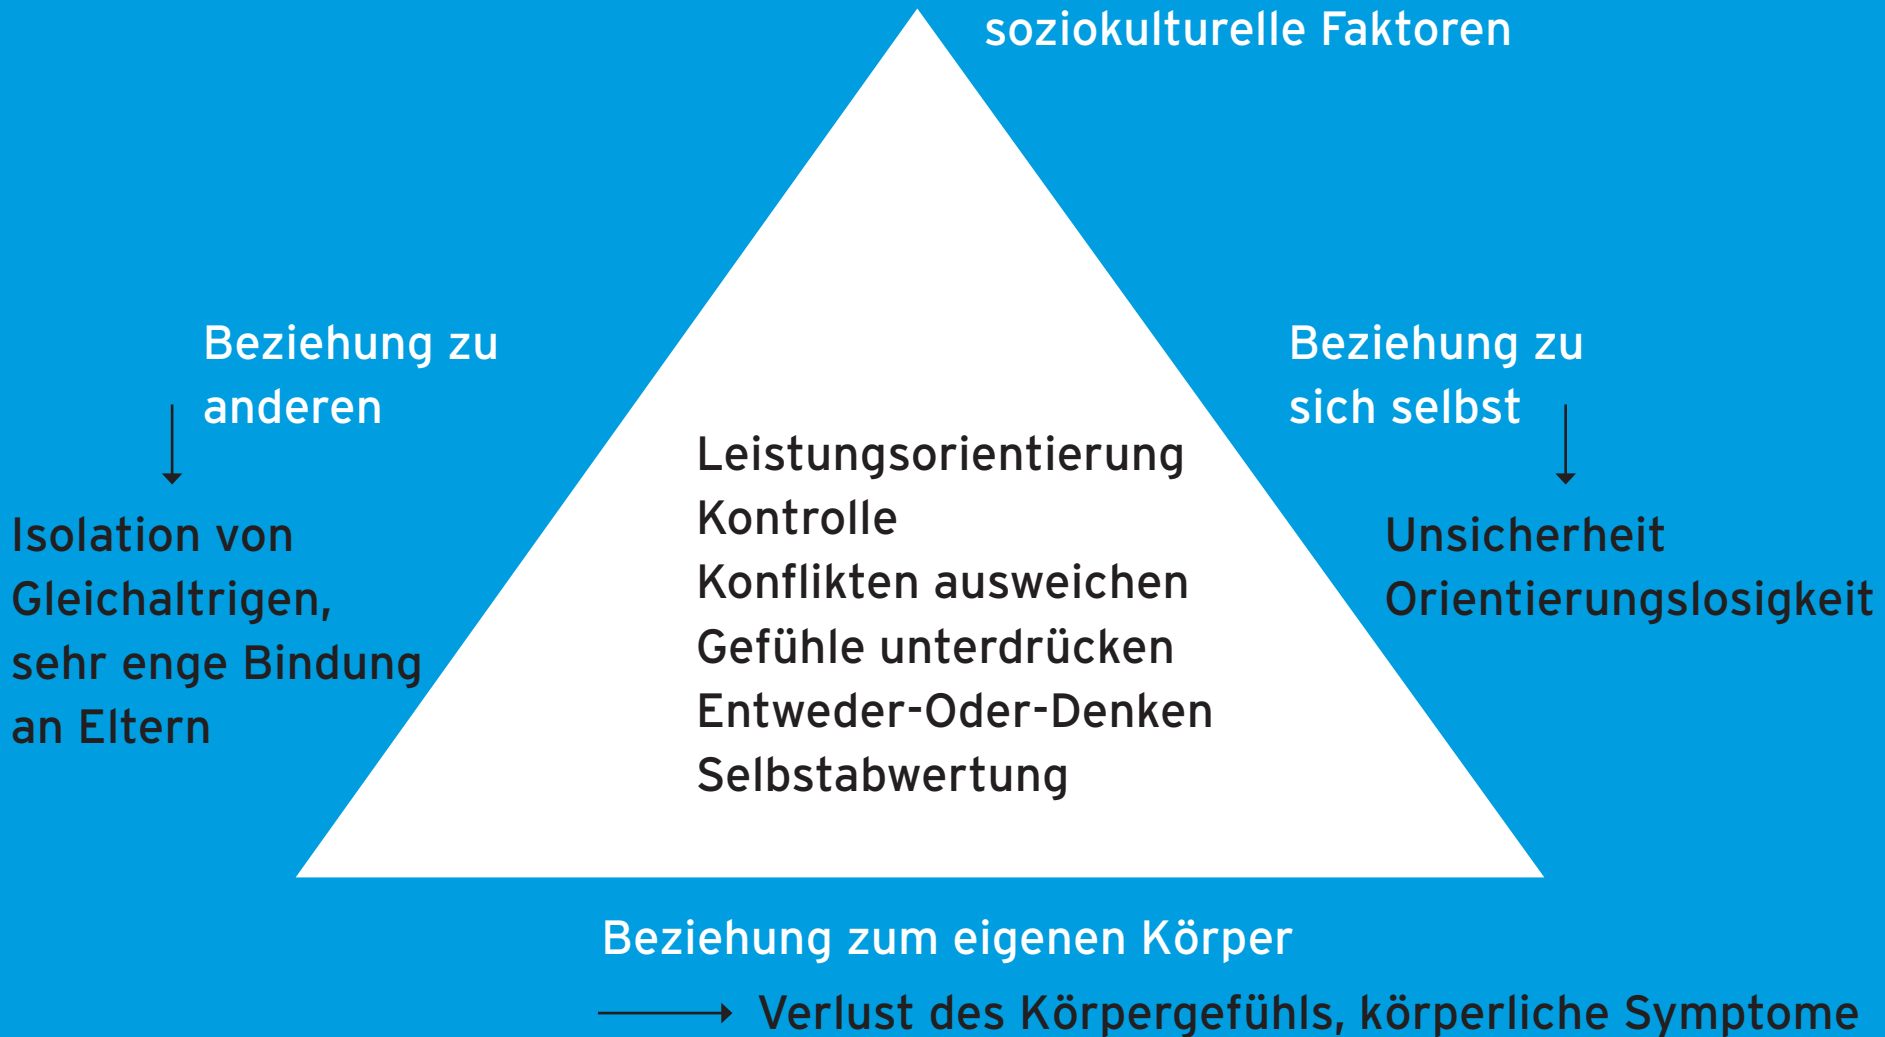 soziokulturelle Faktoren
Beziehung zu
anderen
Isolation von
Gleichaltrigen,
sehr enge Bindung
an Eltern
Leistungsorientierung
Kontrolle
Konflikten ausweichen
Gefühle unterdrücken
Entweder-Oder-Denken
Selbstabwertung
Beziehung zu
sich selbst
Unsicherheit
Orientierungslosigkeit
Beziehung zum eigenen Körper
Verlust des Körpergefühls, körperliche Symptome